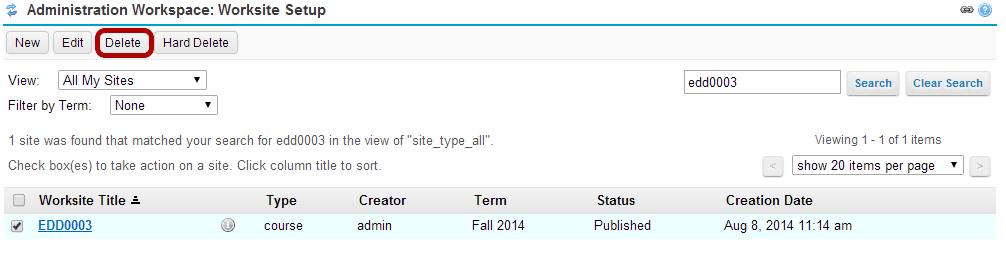 Administration Workspace: Worksite Setup
New Edit Delete Hard Delete
View: All My Sites edd0003 Search Clear Search
Filter by Term: None
1 site was found that matched your search for edd0003 in the view of "site_type_all". Viewing 1 - 1 of 1 items
Check box(es) to take action on a site. Click column title to sort. < show 20 items per page >
Worksite Title Type Creator Term Status Creation Date
EDD0003 course admin Fall 2014 Published Aug 8, 2014 11:14 am